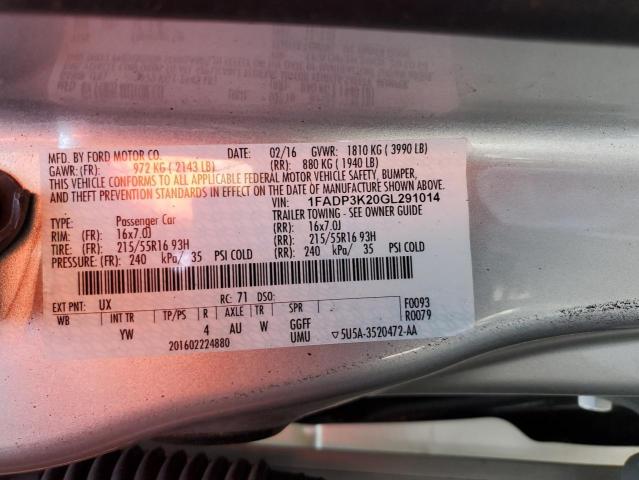 MFD. BY FORD MOTOR CO. DATE: 02/16 GVWR: 1810 KG ( 3990 LB)
GAWR: (FR): 972 KG ( 2143 LB) (RR): 880 KG ( 1940 LB)
THIS VEHICLE CONFORMS TO ALL APPLICABLE FEDERAL MOTOR VEHICLE SAFETY, BUMPER,
AND THEFT PREVENTION STANDARDS IN EFFECT ON THE DATE OF MANUFACTURE SHOWN ABOVE.
VIN: 1FADP3K20GL291014
TYPE: Passenger Car TRAILER TOWING - SEE OWNER GUIDE
RIM: (FR): 16x7.0J (RR): 16x7.0J
TIRE: (FR): 215/55R16 93H (RR): 215/55R16 93H
PRESSURE: (FR): 240 kPa/ 35 PSI COLD (RR): 240 kPa/ 35 PSI COLD
EXT PNT: UX RC: 71 DSO:
WB INT TR TP/PS R AXLE TR SPR F0093
R0079
YW 4 AU W GGFF
UMU
201602224880 ▽5U5A-3520472-AA